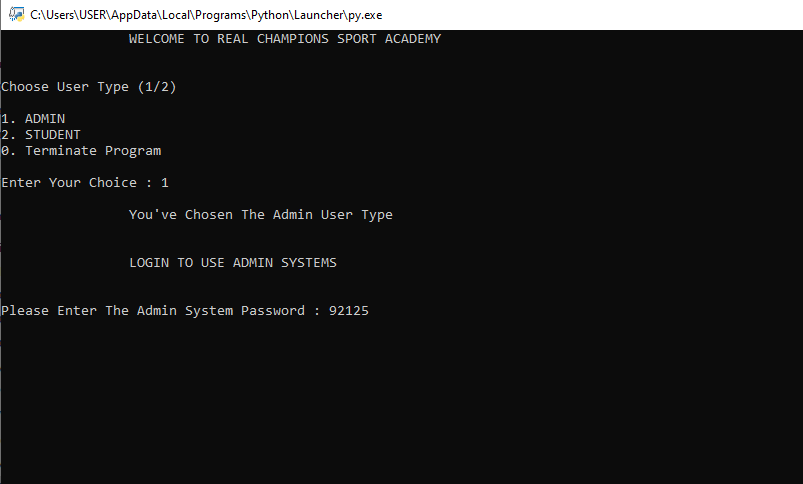 C:\Users\USER\AppData\Local\Programs\Python\Launcher\py.exe
WELCOME TO REAL CHAMPIONS SPORT ACADEMY
Choose User Type (1/2)
1. ADMIN
2. STUDENT
0. Terminate Program
Enter Your Choice : 1
You've Chosen The Admin User Type
LOGIN TO USE ADMIN SYSTEMS
Please Enter The Admin System Password : 92125